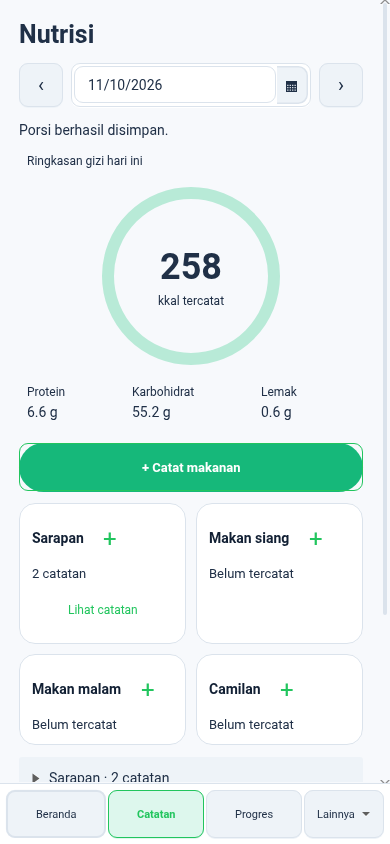 Nutrisi
‹ 11/10/2026 ›
Porsi berhasil disimpan.
Ringkasan gizi hari ini
258
kkal tercatat
Protein Karbohidrat Lemak
6.6 g 55.2 g 0.6 g
+ Catat makanan
Sarapan + Makan siang +
2 catatan Belum tercatat
Lihat catatan
Makan malam + Camilan +
Belum tercatat Belum tercatat
Sarapan : 2 catatan
Beranda Catatan Progres Lainnya